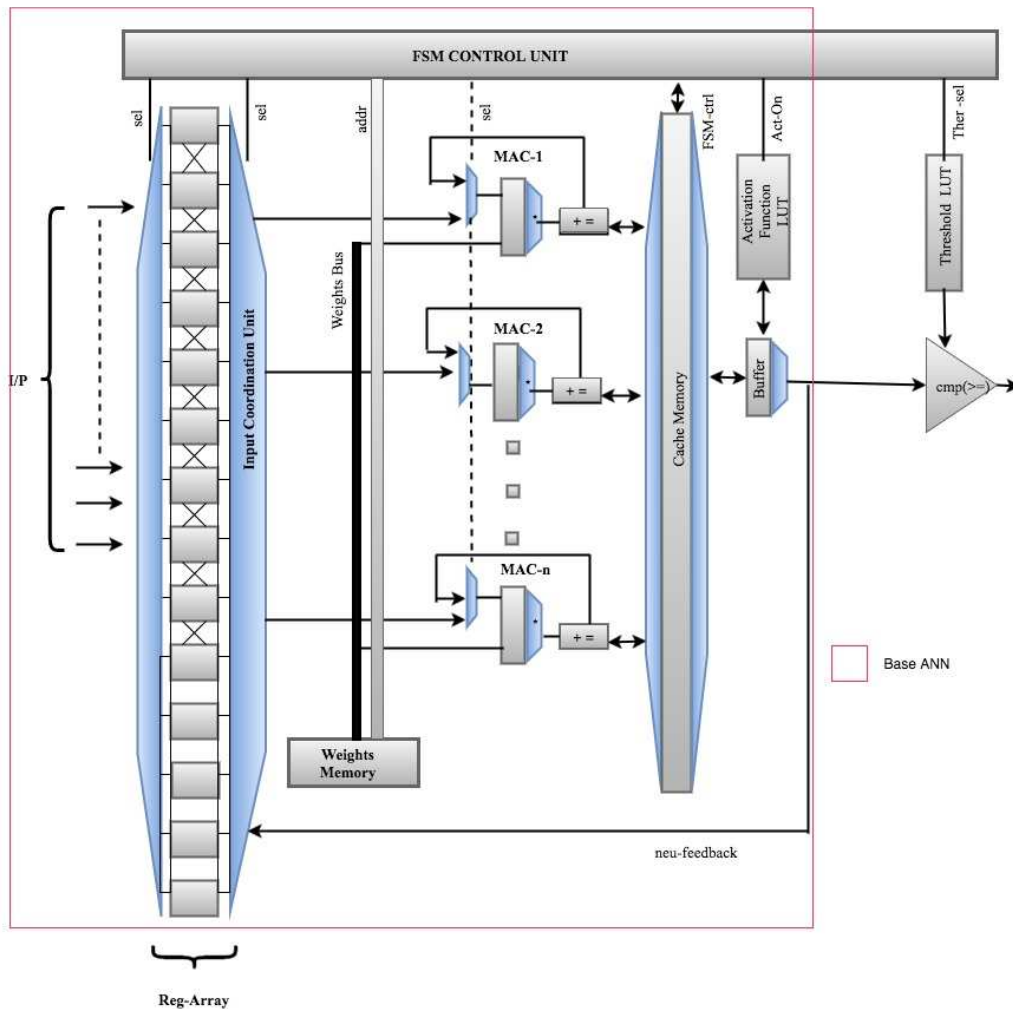 FSM CONTROL UNIT
sel
sel
addr
sel
FSM-ctrl
Act-On
Ther -sel
MAC-1
*
+ =
Activation
Function
LUT
Threshold LUT
I/P
Input Coordination Unit
Weights Bus
MAC-2
*
+ =
Cache Memory
Buffer
cmp(>=)
MAC-n
*
+ =
Base ANN
Weights
Memory
neu-feedback
Reg-Array